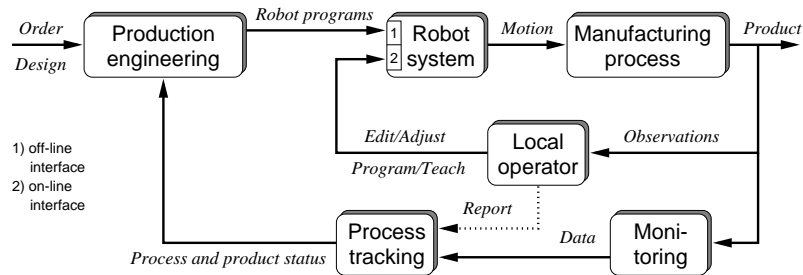 Order
Design
Production
engineering
Robot programs
1
2
Robot
system
Motion
Manufacturing
process
Product
1) off-line
interface
2) on-line
interface
Edit/Adjust
Program/Teach
Local
operator
Observations
Report
Process and product status
Process
tracking
Data
Moni-
toring